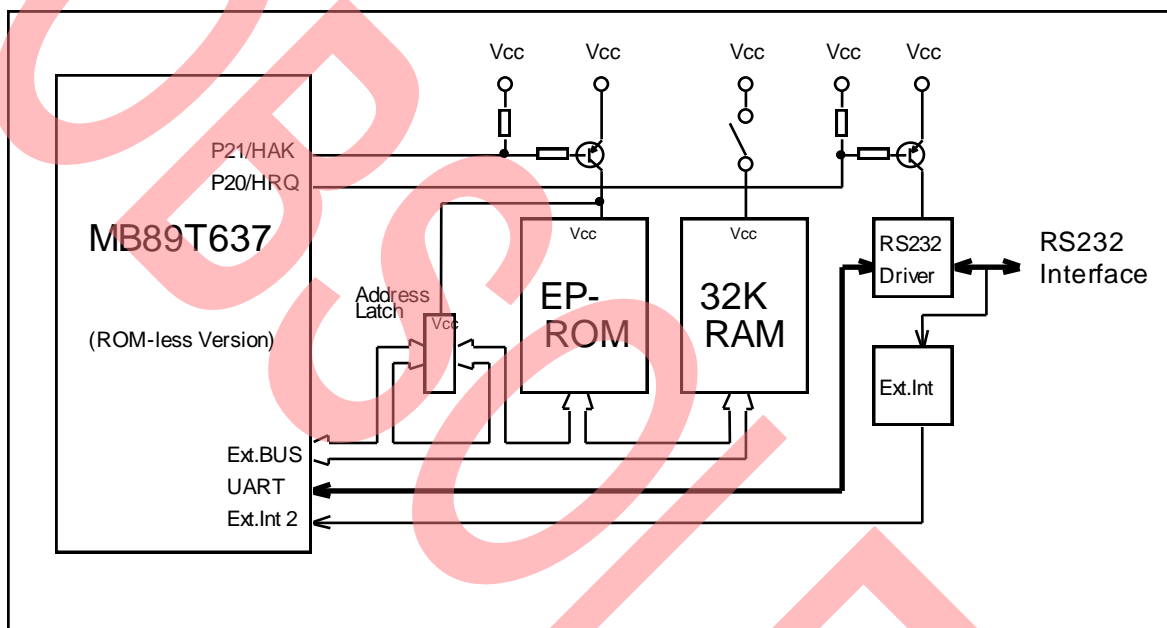 Vcc
Vcc
Vcc
Vcc
Vcc
P21/HAK
P20/HRQ
MB89T637
(ROM-less Version)
Address
Latch
Vcc
Vcc
EP-
ROM
Vcc
32K
RAM
RS232
Driver
RS232
Interface
Ext.Int
Ext.BUS
UART
Ext.Int 2
OBSOLE